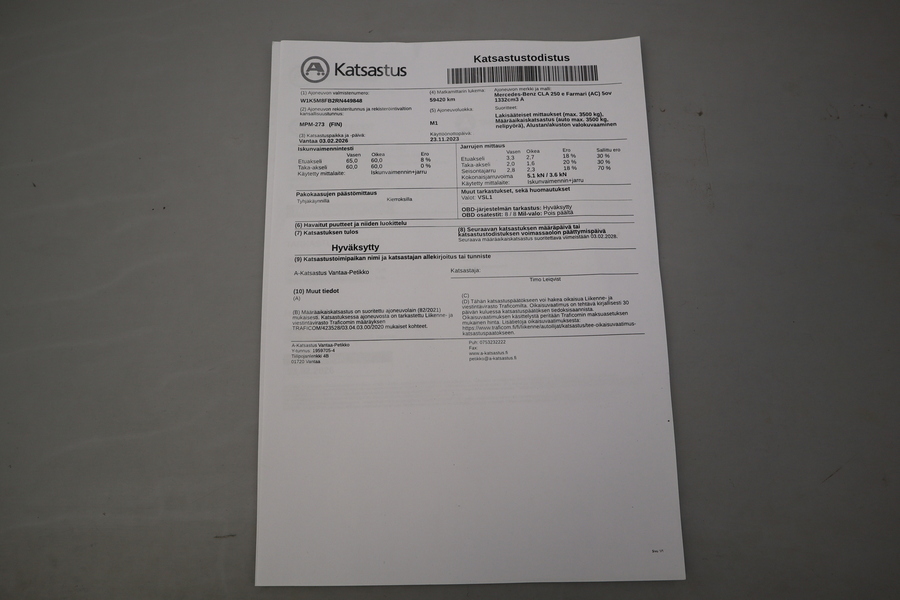 Katsastus
Katsastustodistus
(1) Ajoneuvon valmistenumero:
W1K5M8FB2RN449848
(4) Matkamittarin lukema:
59420 km
Ajoneuvon merkki ja malli:
Mercedes-Benz CLA 250 e Farmari (AC) 5ov
1332cm3 A
(2) Ajoneuvon rekisteritunnus ja rekisteröintivaltion
kansallisuustunnus:
MPM-273 (FIN)
(5) Ajoneuvoluokka:
M1
Suoritteet:
Lakisääteiset mittaukset (max. 3500 kg),
Määräaikaiskatsastus (auto max. 3500 kg,
nelipyörä), Alustan/akuston valokuvaaminen
(3) Katsastuspaikka ja -päivä:
Vantaa 03.02.2026
Käyttöönottopäivä:
23.11.2023
Iskunvaimennintesti
Vasen Oikea Ero
Etuakseli 65,0 60,0 8 %
Taka-akseli 60,0 60,0 0 %
Käytetty mittalaite: Iskunvaimennin+jarru
Jarrujen mittaus
Vasen Oikea Ero Sallittu ero
Etuakseli 3,3 2,7 18 % 30 %
Taka-akseli 2,0 1,6 20 % 30 %
Seisontajarru 2,8 2,3 18 % 70 %
Kokonaisjarruvoima 5.1 kN / 3.6 kN
Käytetty mittalaite: Iskunvaimennin+jarru
Pakokaasujen päästömittaus
Tyhjäkäynnillä Kierroksilla
Muut tarkastukset, sekä huomautukset
Valot: VSL1
OBD-järjestelmän tarkastus: Hyväksytty
OBD osatestit: 8 / 8 Mil-valo: Pois päältä
(6) Havaitut puutteet ja niiden luokittelu
(7) Katsastuksen tulos
Hyväksytty
(8) Seuraavan katsastuksen määräpäivä tai
katsastustodistuksen voimassaolon päättymispäivä
Seuraava määräaikaiskatsastus suoritettava viimeistään 03.02.2028.
(9) Katsastustoimipaikan nimi ja katsastajan allekirjoitus tai tunniste
A-Katsastus Vantaa-Petikko
Katsastaja:
Timo Leiqvist
(10) Muut tiedot
(A)
(B) Määräaikaiskatsastus on suoritettu ajoneuvolain (82/2021)
mukaisesti. Katsastuksessa ajoneuvosta on tarkastettu Liikenne- ja
viestintävirasto Traficomin määräyksen
TRAFICOM/423528/03.04.03.00/2020 mukaiset kohteet.
(C)
(D) Tähän katsastuspäätökseen voi hakea oikaisua Liikenne- ja
viestintävirasto Traficomilta. Oikaisuvaatimus on tehtävä kirjallisesti 30
päivän kuluessa katsastuspäätöksen tiedoksisaannista.
Oikaisuvaatimuksen käsittelystä peritään Traficomin maksuasetuksen
mukainen hinta. Lisätietoja oikaisuvaatimuksesta:
https://www.traficom.fi/fi/liikenne/autoilijat/katsastus/tee-oikaisuvaatimus-
katsastuspäätökseen.
A-Katsastus Vantaa-Petikko
Y-tunnus 1959705-4
Tiilipojanlenkki 4B
01720 Vantaa
Puh: 0753232222
Fax:
www.a-katsastus.fi
petikko@a-katsastus.fi